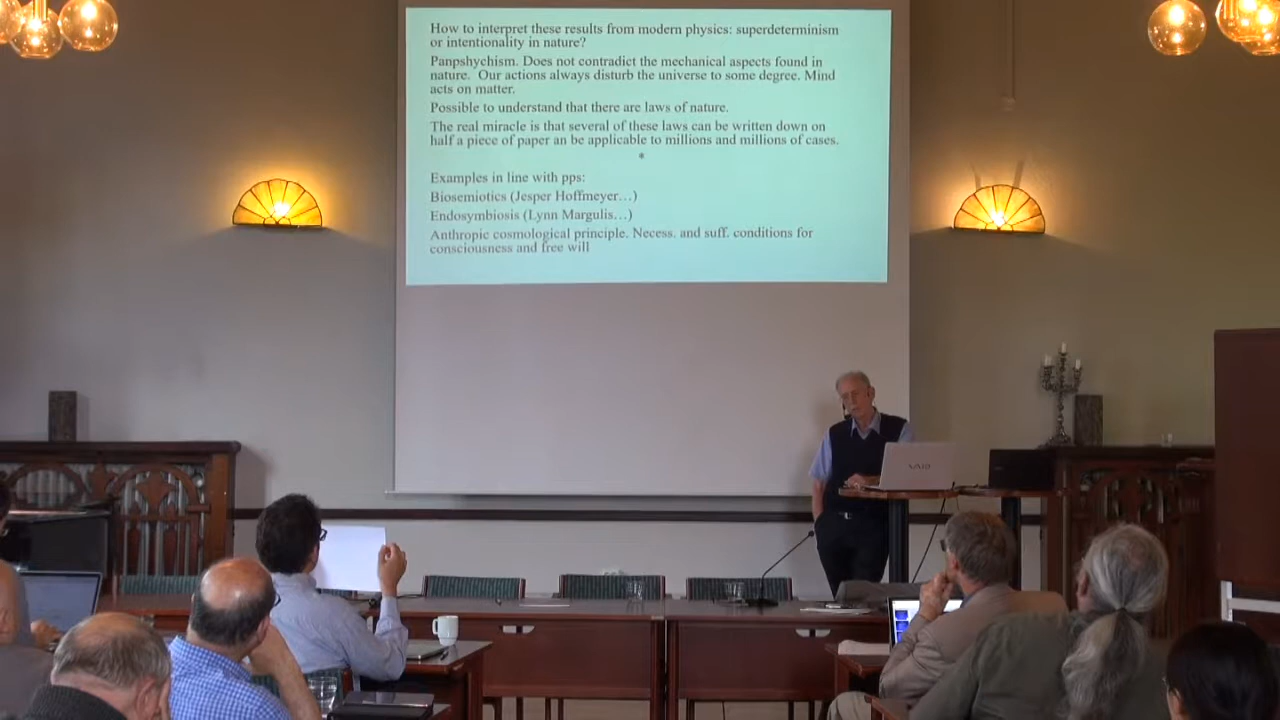 How to interpret these results from modern physics: superdeterminism
or intentionality in nature?
Panpshychism. Does not contradict the mechanical aspects found in
nature. Our actions always disturb the universe to some degree. Mind
acts on matter.
Possible to understand that there are laws of nature.
The real miracle is that several of these laws can be written down on
half a piece of paper an be applicable to millions and millions of cases.
*
Examples in line with pps:
Biosemiotics (Jesper Hoffmeyer…)
Endosymbiosis (Lynn Margulis…)
Anthropic cosmological principle. Necess. and suff. conditions for
consciousness and free will
VAIO